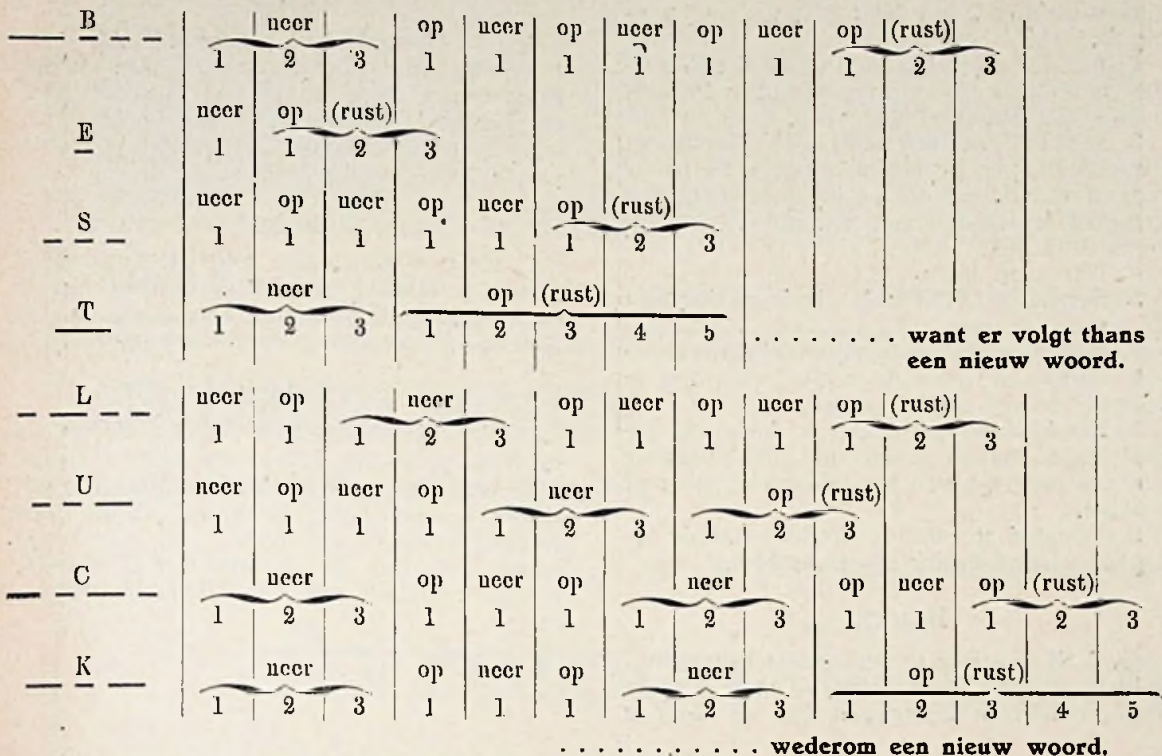 B neer op neer op neer op neer op (rust)
1 2 3 1 1 1 1 1 1 1 2 3
E neer op (rust)
1 1 2 3
S neer op neer op neer op (rust)
1 1 1 1 1 1 2 3
T neer op (rust)
1 2 3 1 2 3 4 5 . . . . . . . . want er volgt thans
een nieuw woord.
L neer op neer op neer op neer op (rust)
1 1 1 2 3 1 1 1 1 1 2 3
U neer op neer op neer op (rust)
1 1 1 1 1 2 3 1 2 3
C neer op neer op neer op neer op (rust)
1 2 3 1 1 1 1 2 3 1 1 1 2 3
K neer op neer op neer op (rust)
1 2 3 1 1 1 1 2 3 1 2 3 4 5
. . . . . . . . . . . wederom een nieuw woord.